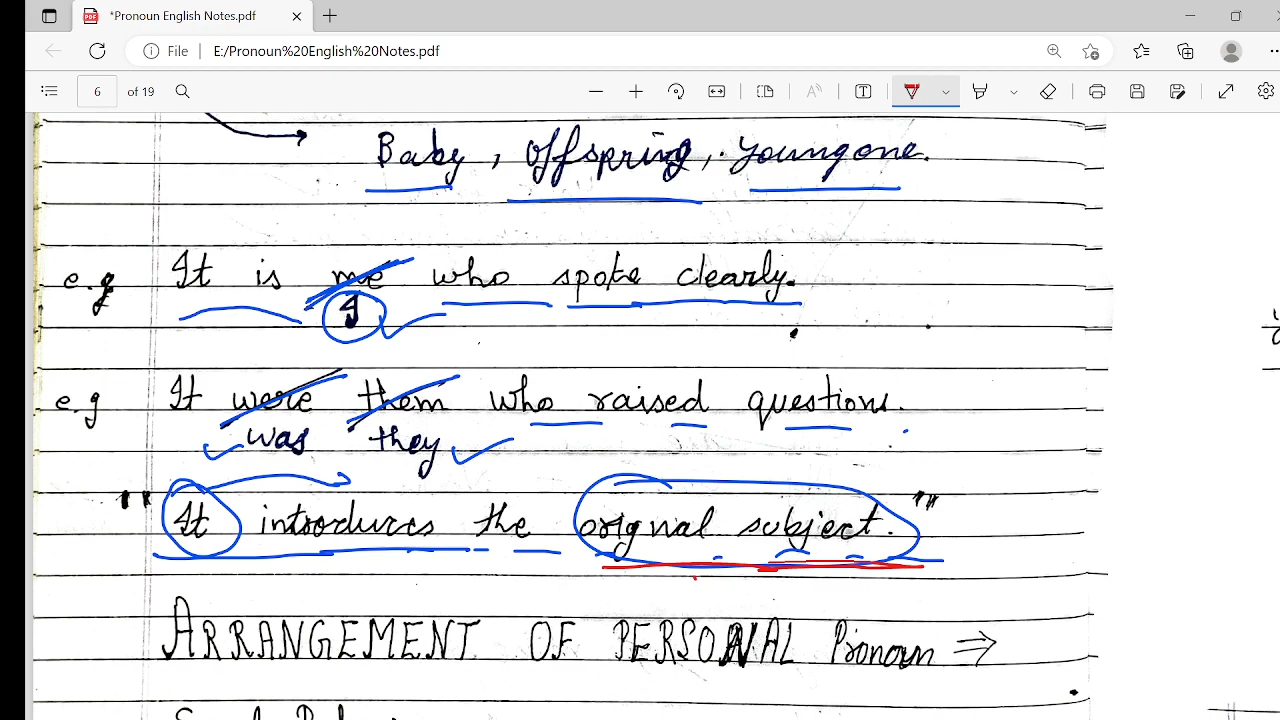 *Pronoun English Notes.pdf
File | E:/Pronoun%20English%20Notes.pdf
6 of 19
Baby, Offspring, Youngone.
e.g It is me who spoke clearly.
I
e.g It were them who raised questions.
was they
"It introduces the orignal subject."
ARRANGEMENT OF PERSONAL Pronoun ⇒